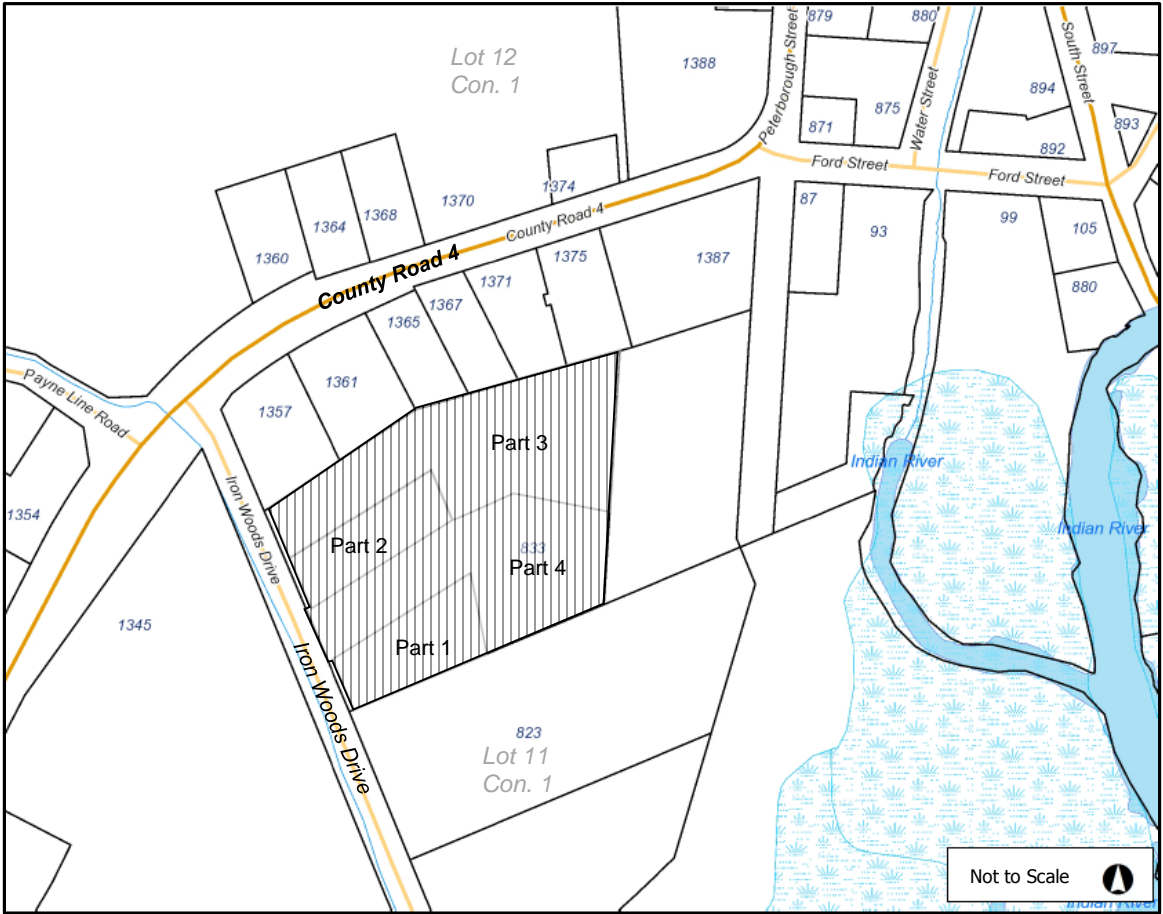 879
880
Lot 12
Con. 1
1388
Peterborough Street
897
South Street
894
875
Water Street
871
893
892
Ford Street
Ford Street
1374
1370
1368
1364
87
99
93
105
County Road 4
1360
County Road 4
1375
1387
1371
880
1367
1365
1361
Payne Line Road
1357
Part 3
Indian River
Iron Woods Drive
1354
Indian River
Part 2
833
Part 4
1345
Part 1
Iron Woods Drive
823
Lot 11
Con. 1
Not to Scale
Indian River